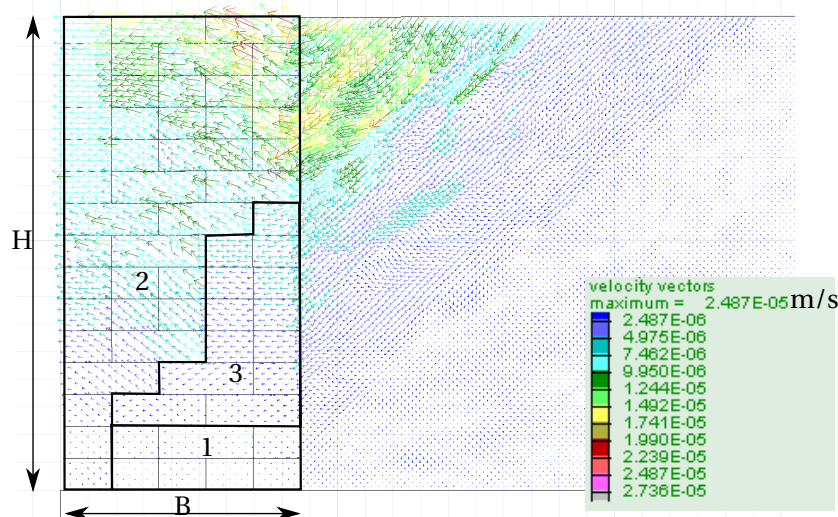 H
2
3
1
B
velocity vectors
maximum = 2.487E-05 m/s
2.487E-06
4.975E-06
7.462E-06
9.950E-06
1.244E-05
1.492E-05
1.741E-05
1.990E-05
2.239E-05
2.487E-05
2.736E-05